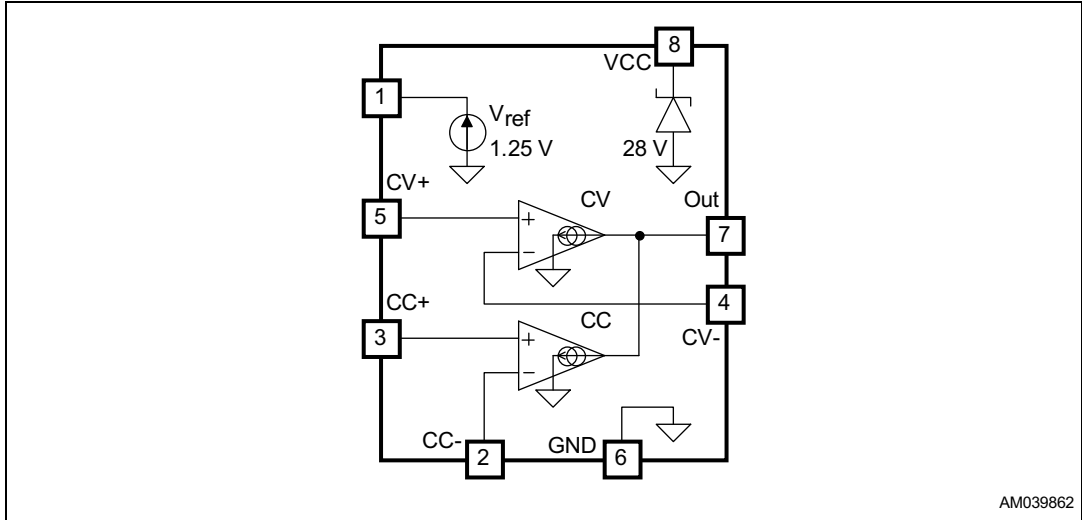 8
VCC
1
Vref
1.25 V
28 V
CV+
CV
Out
5
+
7
-
4
CC+
CC
CV-
3
+
-
CC-
GND
2
6
AM039862